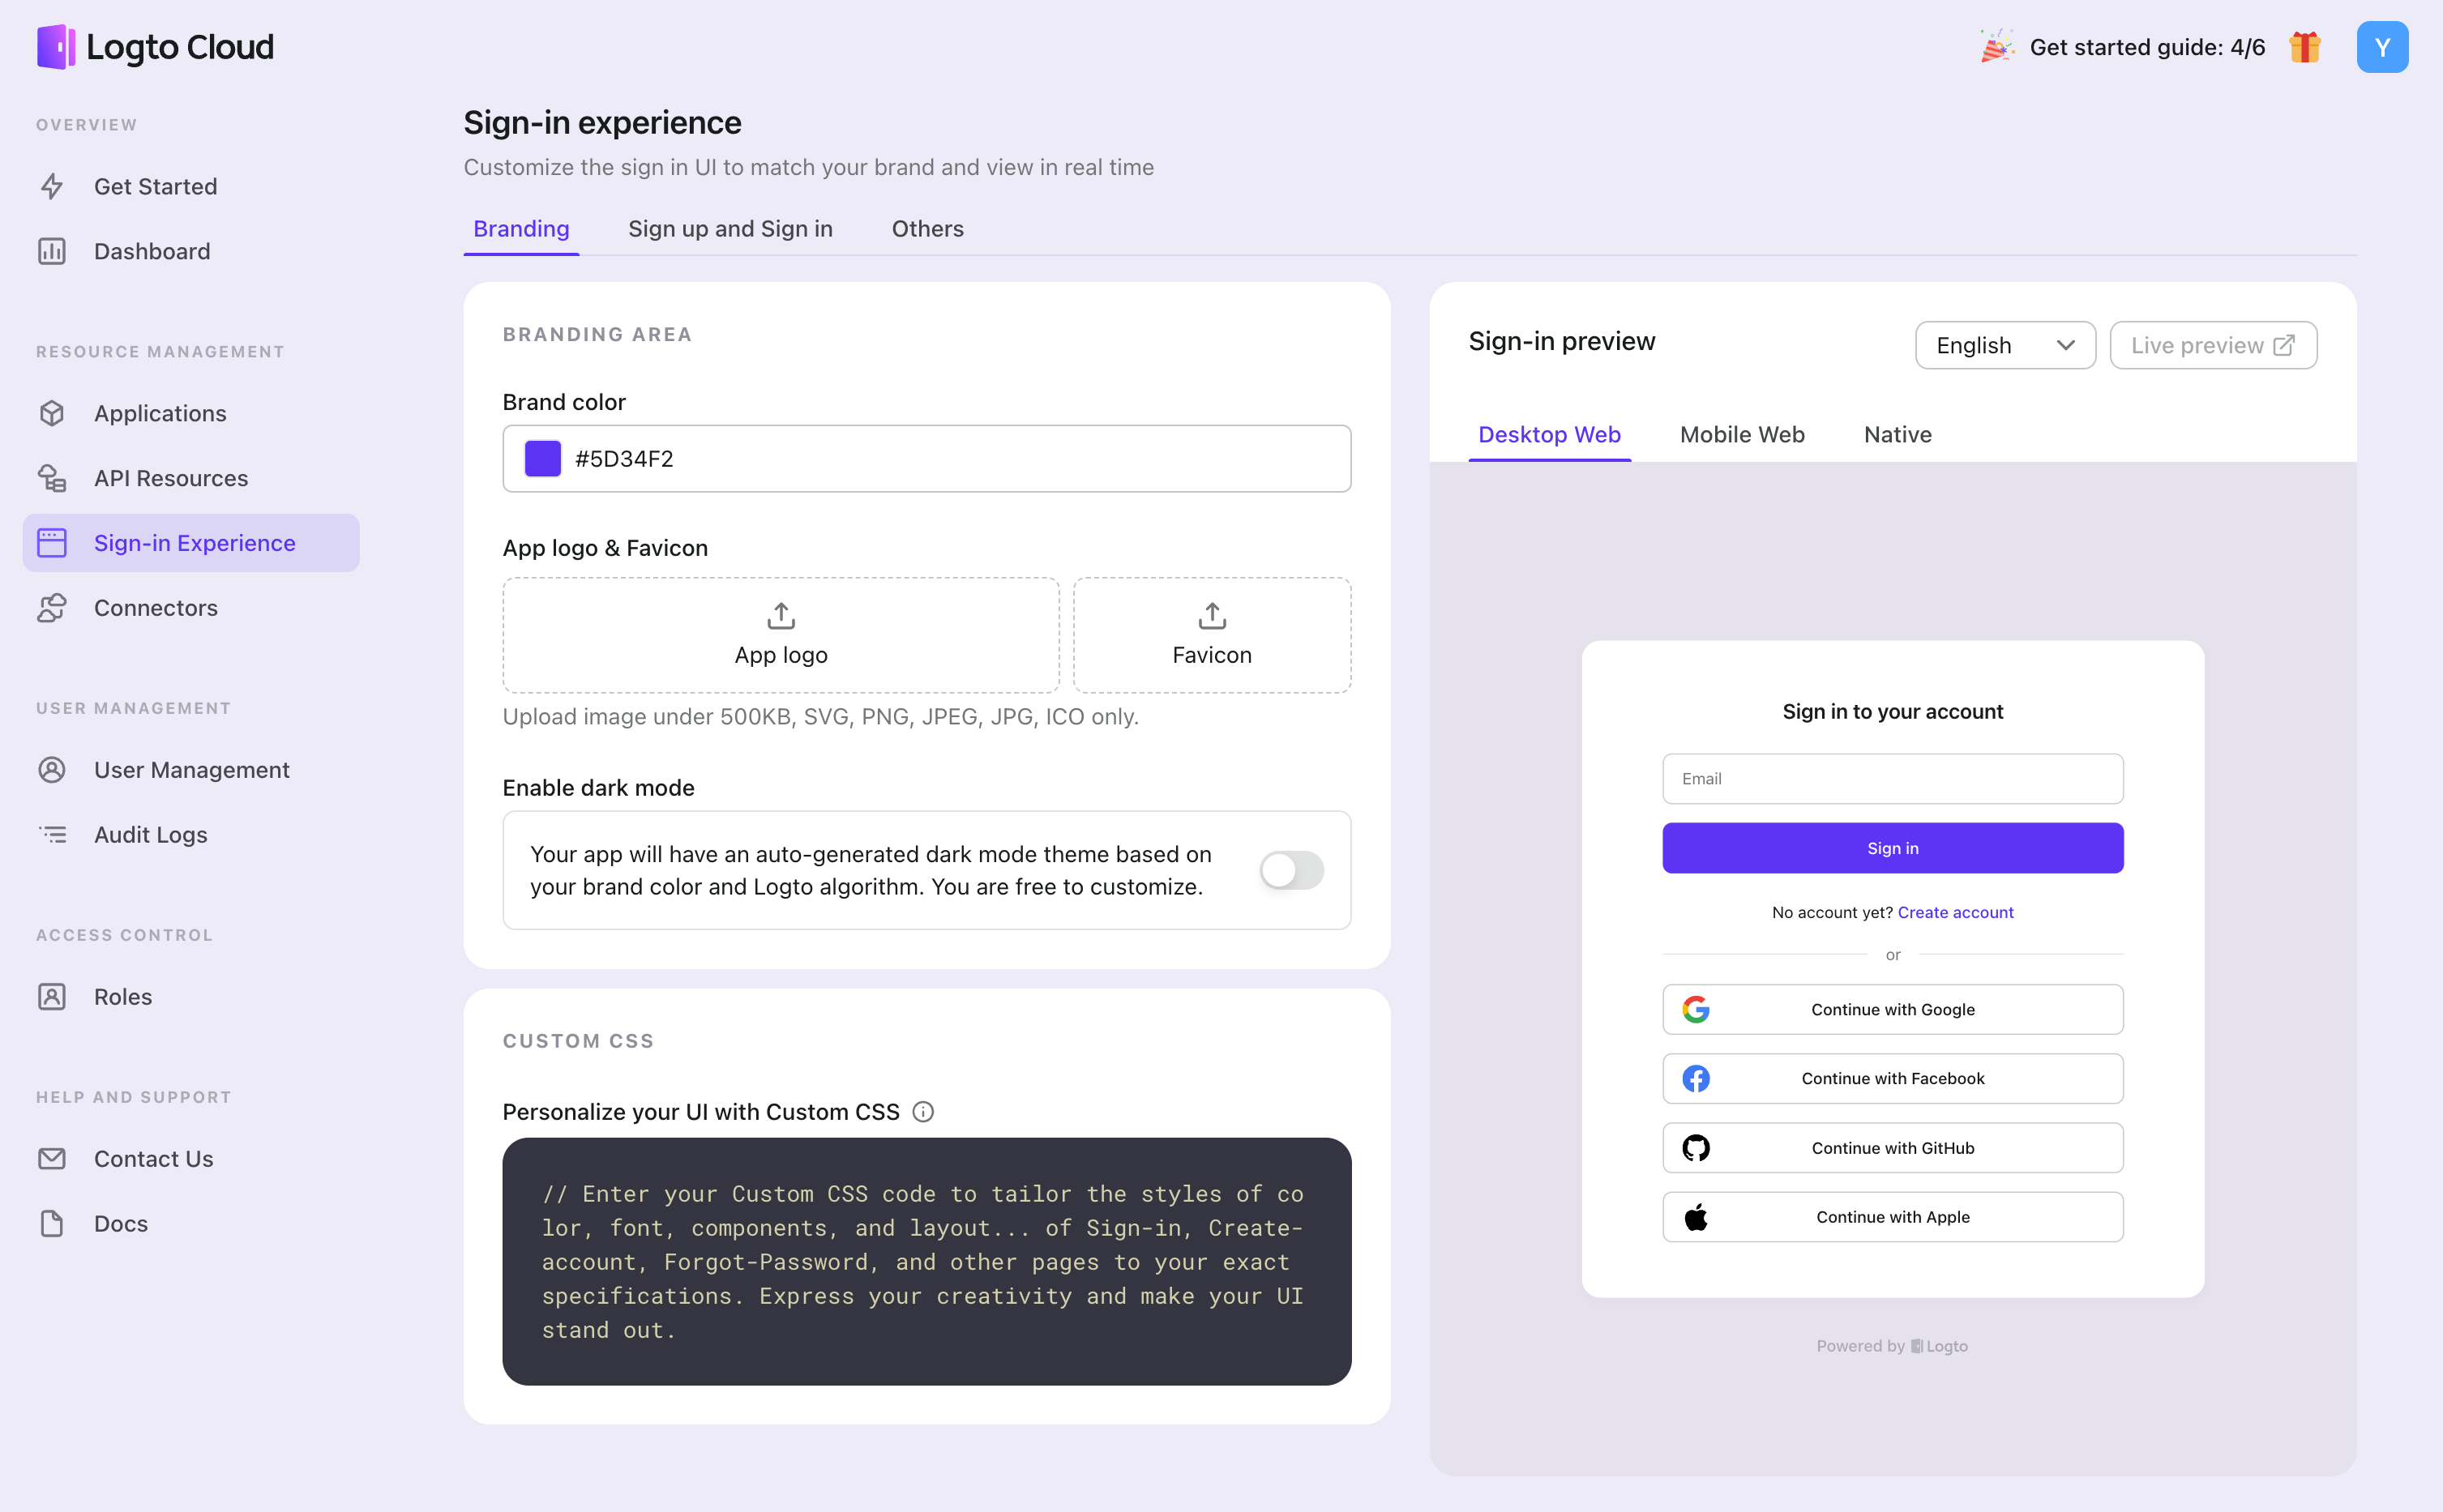 Logto Cloud
Get started guide: 4/6
Y
OVERVIEW
Get Started
Dashboard
RESOURCE MANAGEMENT
Applications
API Resources
Sign-in Experience
Connectors
USER MANAGEMENT
User Management
Audit Logs
ACCESS CONTROL
Roles
HELP AND SUPPORT
Contact Us
Docs
Sign-in experience
Customize the sign in UI to match your brand and view in real time
Branding
Sign up and Sign in
Others
BRANDING AREA
Brand color
#5D34F2
App logo & Favicon
App logo
Favicon
Upload image under 500KB, SVG, PNG, JPEG, JPG, ICO only.
Enable dark mode
Your app will have an auto-generated dark mode theme based on
your brand color and Logto algorithm. You are free to customize.
CUSTOM CSS
Personalize your UI with Custom CSS
// Enter your Custom CSS code to tailor the styles of co
lor, font, components, and layout... of Sign-in, Create-
account, Forgot-Password, and other pages to your exact
specifications. Express your creativity and make your UI
stand out.
Sign-in preview
English
Live preview
Desktop Web
Mobile Web
Native
Sign in to your account
Email
Sign in
No account yet? Create account
or
Continue with Google
Continue with Facebook
Continue with GitHub
Continue with Apple
Powered by Logto